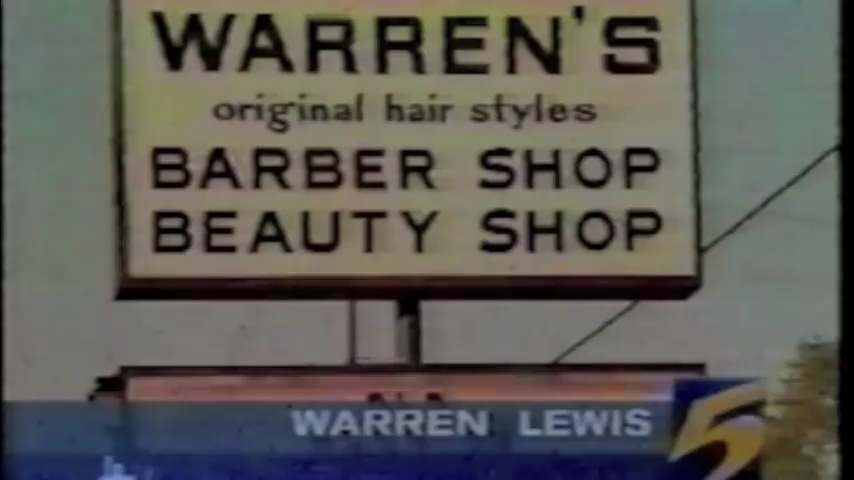 WARREN'S
original hair styles
BARBER SHOP
BEAUTY SHOP
WARREN LEWIS
5